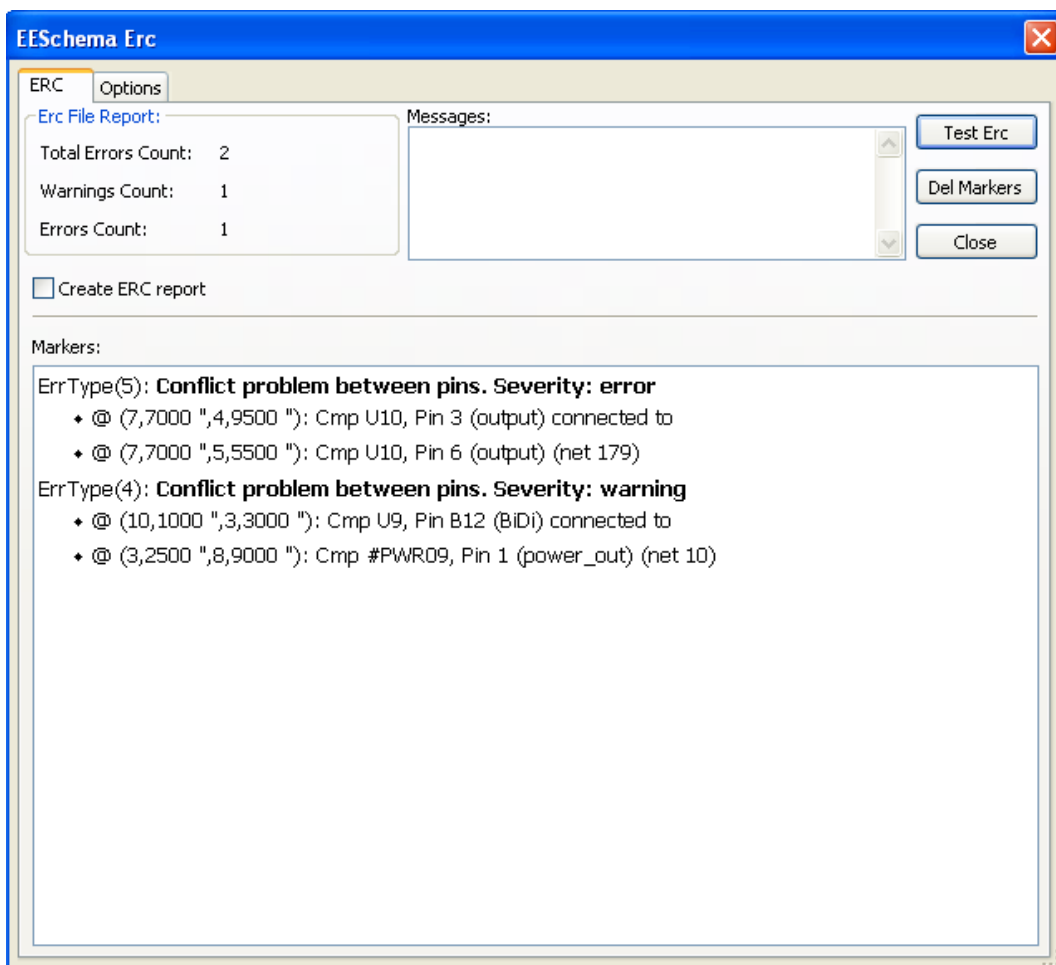 EESchema Erc
ERC
Options
Erc File Report:
Total Errors Count: 2
Warnings Count: 1
Errors Count: 1
Messages:
Test Erc
Del Markers
Close
Create ERC report
Markers:
ErrType(5): Conflict problem between pins. Severity: error
• @ (7,7000 ",4,9500 "): Cmp U10, Pin 3 (output) connected to
• @ (7,7000 ",5,5500 "): Cmp U10, Pin 6 (output) (net 179)
ErrType(4): Conflict problem between pins. Severity: warning
• @ (10,1000 ",3,3000 "): Cmp U9, Pin B12 (BiDi) connected to
• @ (3,2500 ",8,9000 "): Cmp #PWR09, Pin 1 (power_out) (net 10)